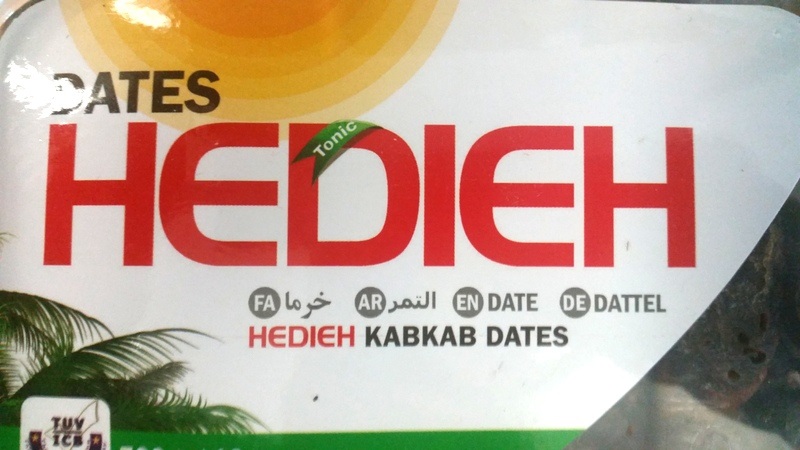 DATES
HEDIEH
Tonic
FA خرما AR التمر EN DATE DE DATTEL
HEDIEH KABKAB DATES
TUV
ICB